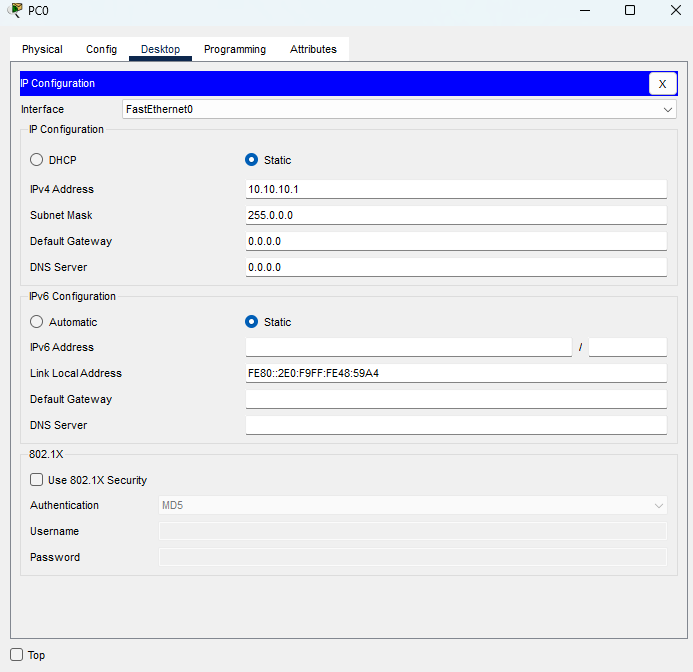 PC0
Physical Config Desktop Programming Attributes
IP Configuration X
Interface FastEthernet0
IP Configuration
DHCP Static
IPv4 Address 10.10.10.1
Subnet Mask 255.0.0.0
Default Gateway 0.0.0.0
DNS Server 0.0.0.0
IPv6 Configuration
Automatic Static
IPv6 Address /
Link Local Address FE80::2E0:F9FF:FE48:59A4
Default Gateway
DNS Server
802.1X
Use 802.1X Security
Authentication MD5
Username
Password
Top